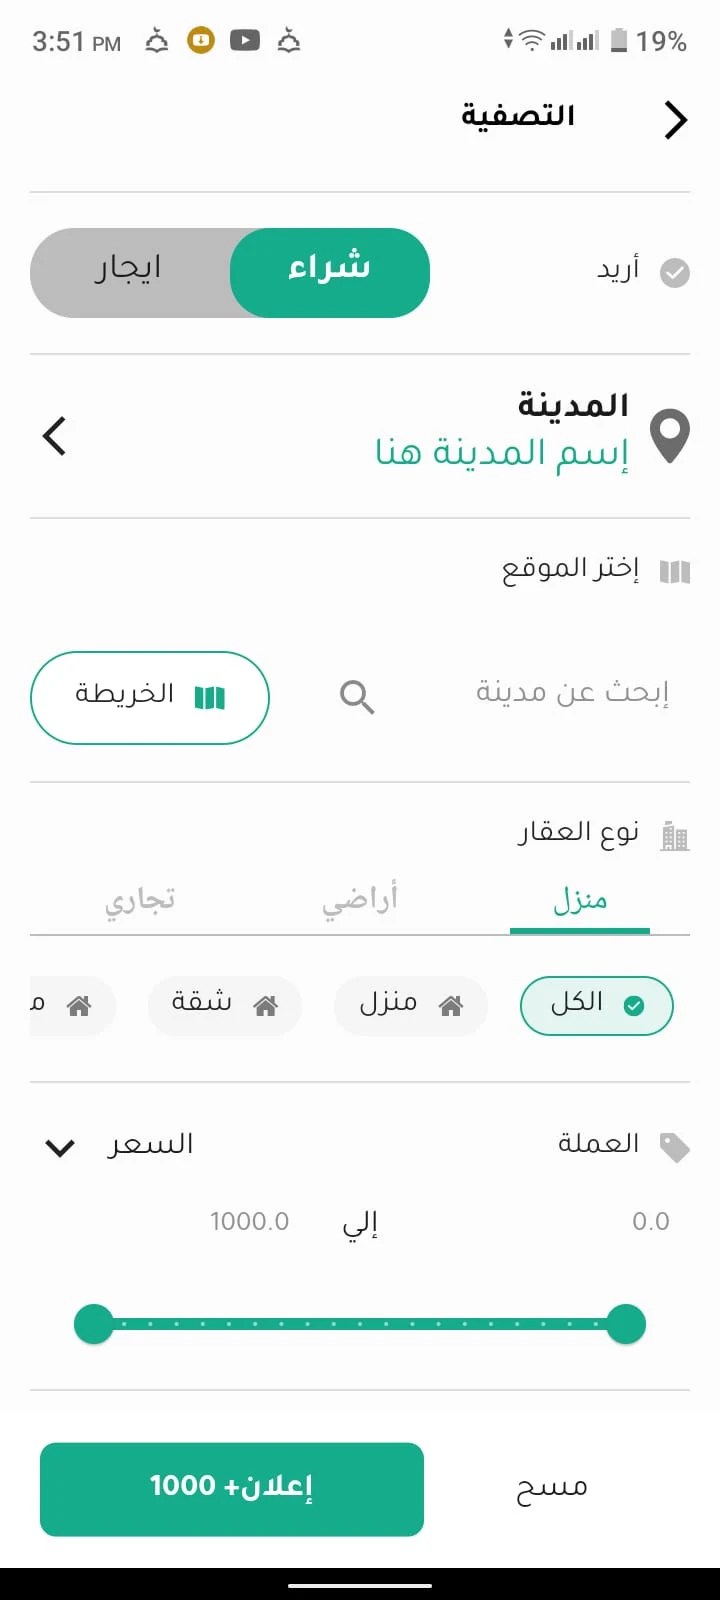 3:51 PM 19%
التصفية
أريد شراء ايجار
المدينة
إسم المدينة هنا
إختر الموقع
إبحث عن مدينة الخريطة
نوع العقار
منزل أراضي تجاري
الكل منزل شقة م
العملة السعر
0.0 إلي 1000.0
مسح إعلان+ 1000